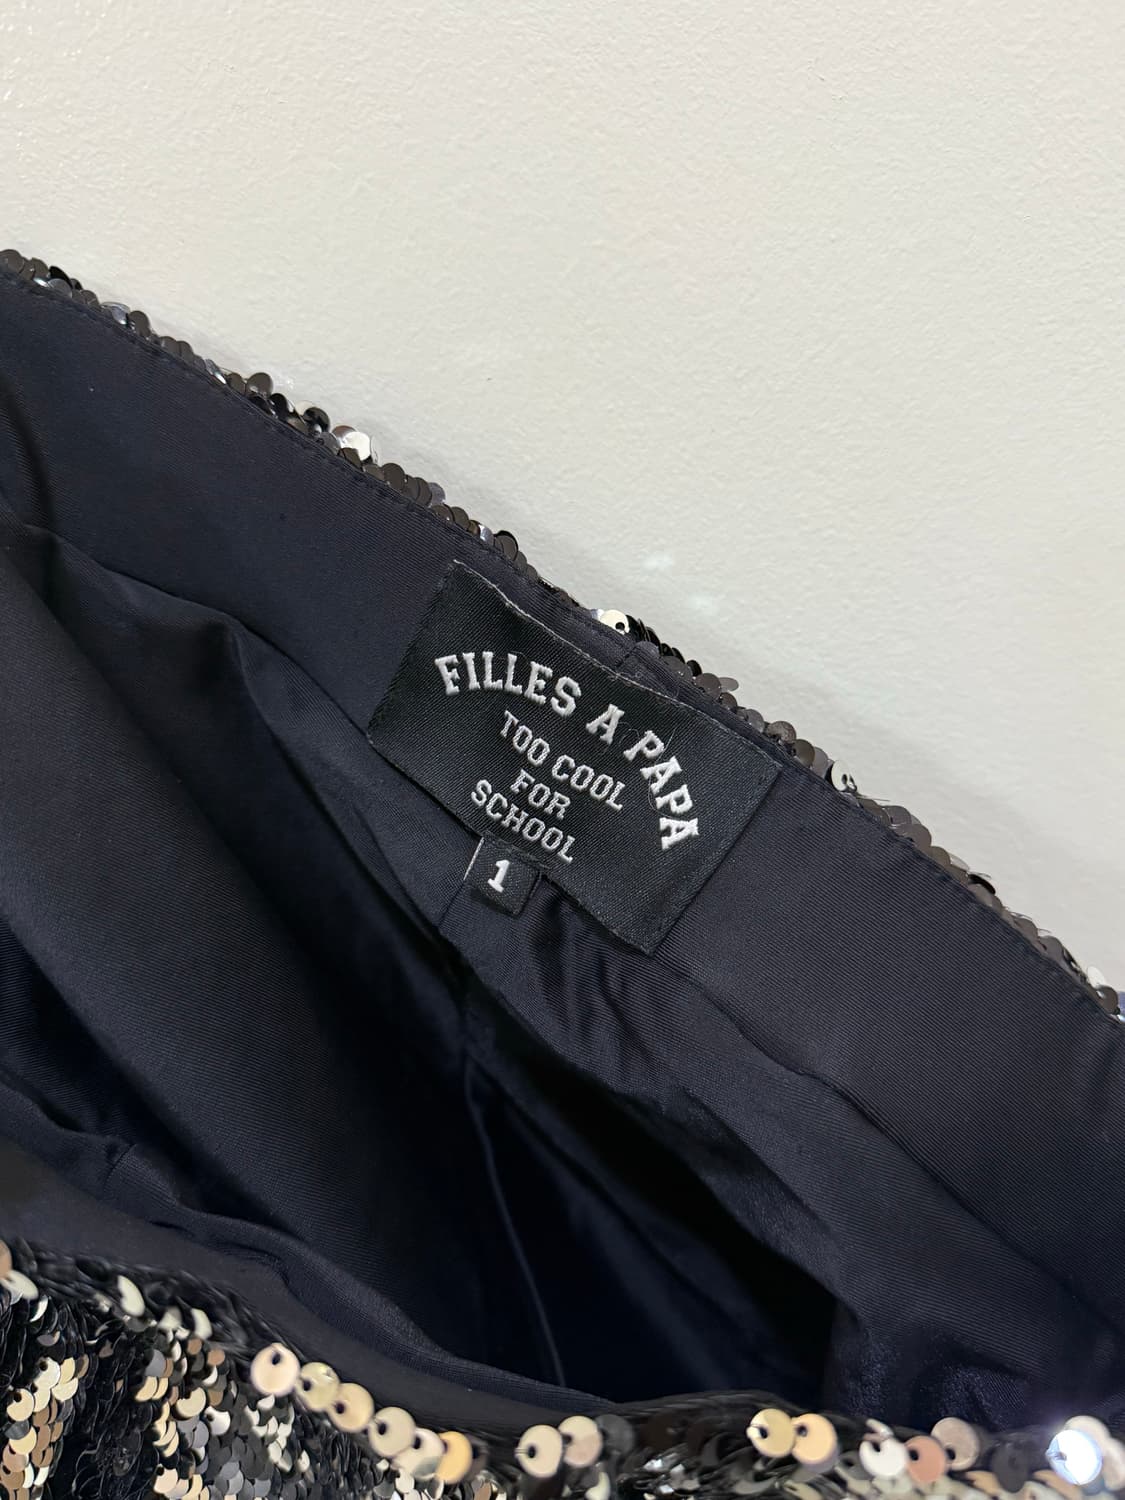 FILLES A PAPA
TOO COOL
FOR
SCHOOL
1